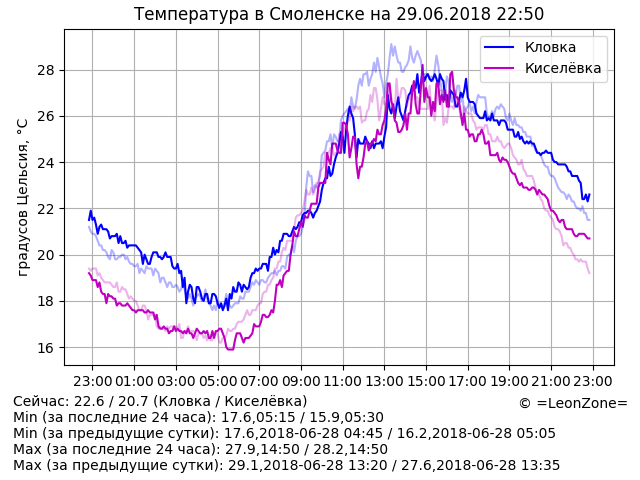 Температура в Смоленске на 29.06.2018 22:50
Кловка
Киселёвка
градусов Цельсия, °C
28
26
24
22
20
18
16
23:00 01:00 03:00 05:00 07:00 09:00 11:00 13:00 15:00 17:00 19:00 21:00 23:00
Сейчас: 22.6 / 20.7 (Кловка / Киселёвка)
© =LeonZone=
Min (за последние 24 часа): 17.6,05:15 / 15.9,05:30
Min (за предыдущие сутки): 17.6,2018-06-28 04:45 / 16.2,2018-06-28 05:05
Max (за последние 24 часа): 27.9,14:50 / 28.2,14:50
Max (за предыдущие сутки): 29.1,2018-06-28 13:20 / 27.6,2018-06-28 13:35